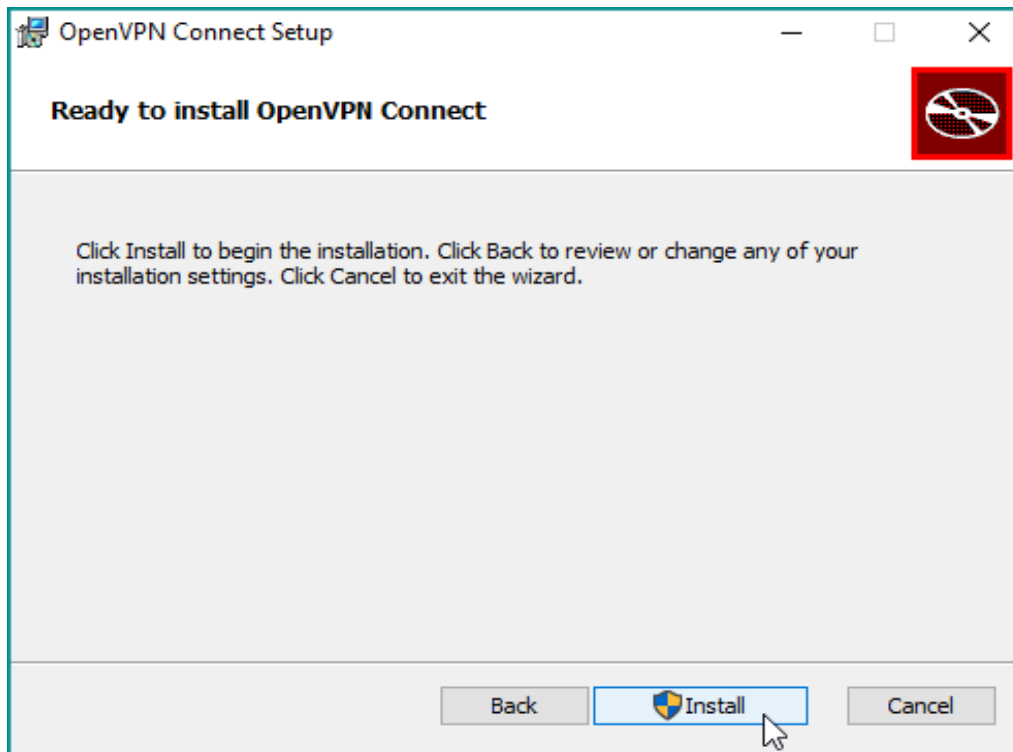 OpenVPN Connect Setup
Ready to install OpenVPN Connect
Click Install to begin the installation. Click Back to review or change any of your
installation settings. Click Cancel to exit the wizard.
Back Install Cancel